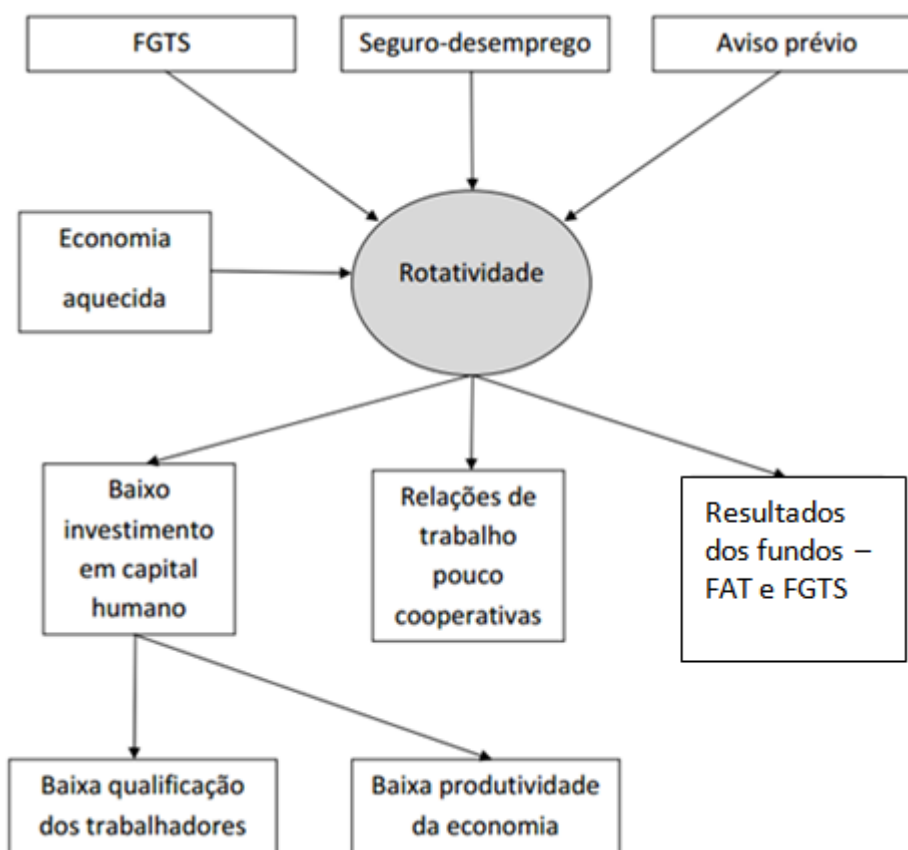 FGTS
Seguro-desemprego
Aviso prévio
Economia
aquecida
Rotatividade
Baixo
investimento
em capital
humano
Relações de
trabalho
pouco
cooperativas
Resultados
dos fundos –
FAT e FGTS
Baixa qualificação
dos trabalhadores
Baixa produtividade
da economia